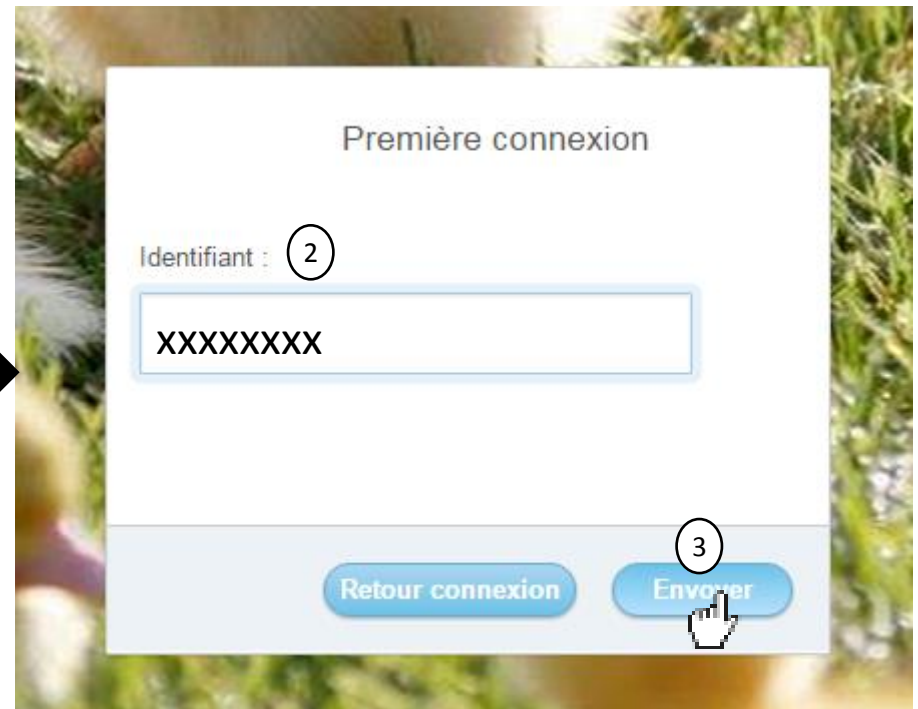 Première connexion
Identifiant : 2
xxxxxxxx
3
Retour connexion Envoyer